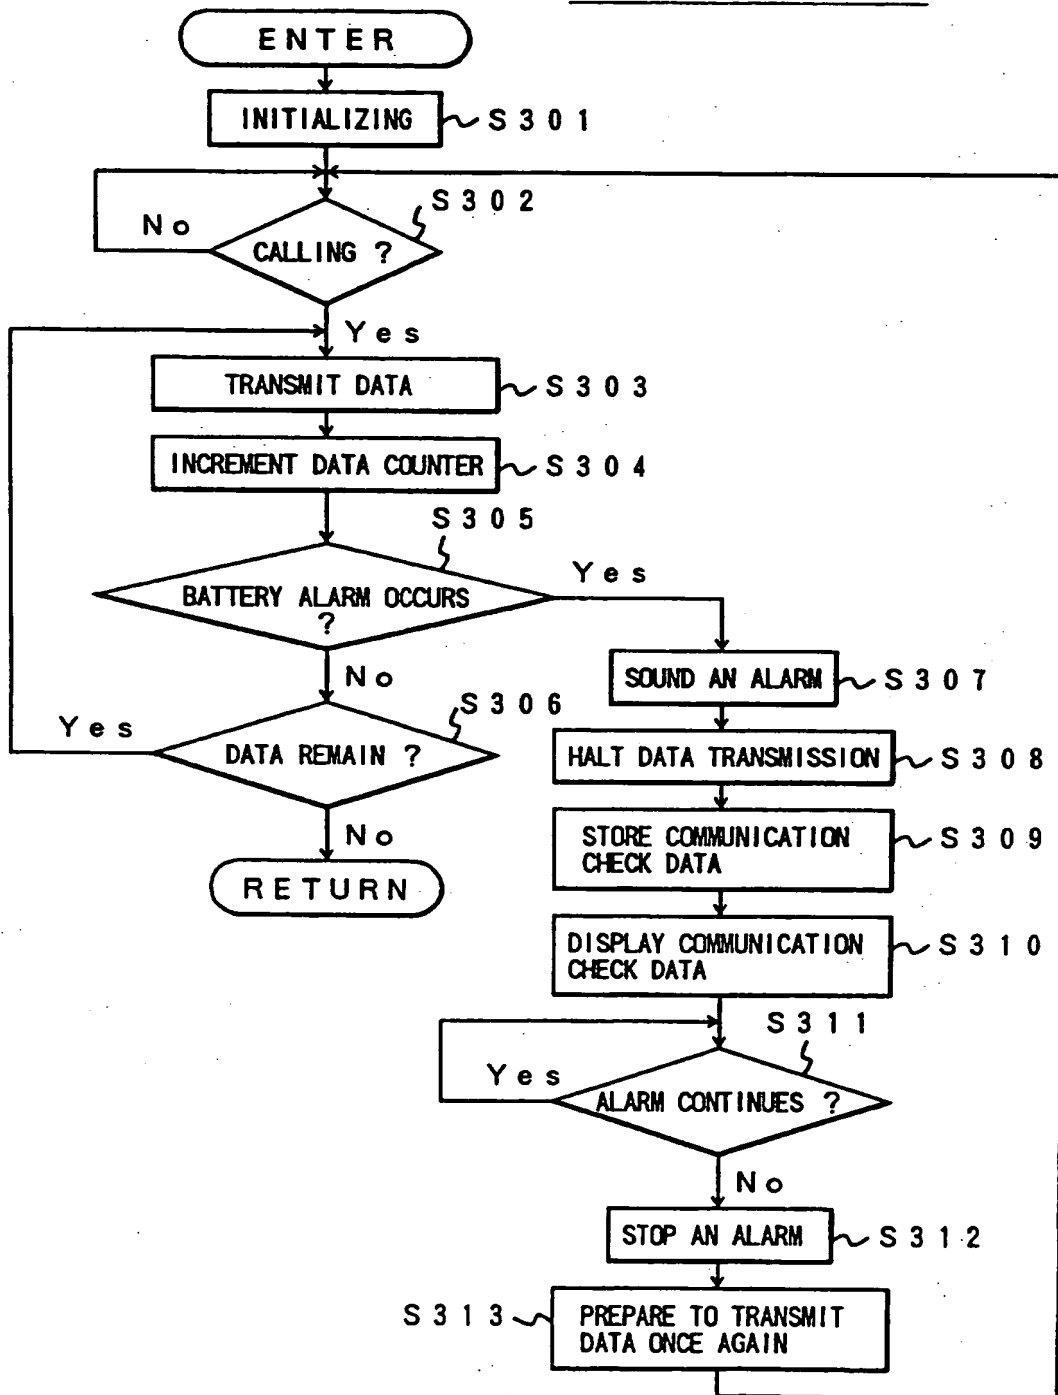 ENTER
INITIALIZING
S301
S302
No
CALLING ?
Yes
TRANSMIT DATA
S303
INCREMENT DATA COUNTER
S304
S305
Yes
BATTERY ALARM OCCURS
?
No
SOUND AN ALARM
S307
S306
Yes
DATA REMAIN ?
HALT DATA TRANSMISSION
S308
No
STORE COMMUNICATION
CHECK DATA
S309
RETURN
DISPLAY COMMUNICATION
CHECK DATA
S310
S311
Yes
ALARM CONTINUES ?
No
STOP AN ALARM
S312
S313
PREPARE TO TRANSMIT
DATA ONCE AGAIN